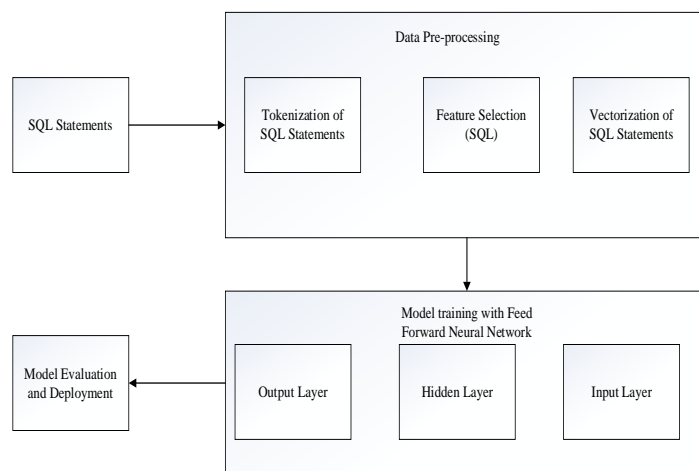 Data Pre-processing
SQL Statements
Tokenization of
SQL Statements
Feature Selection
(SQL)
Vectorization of
SQL Statements
Model training with Feed
Forward Neural Network
Model Evaluation
and Deployment
Output Layer
Hidden Layer
Input Layer